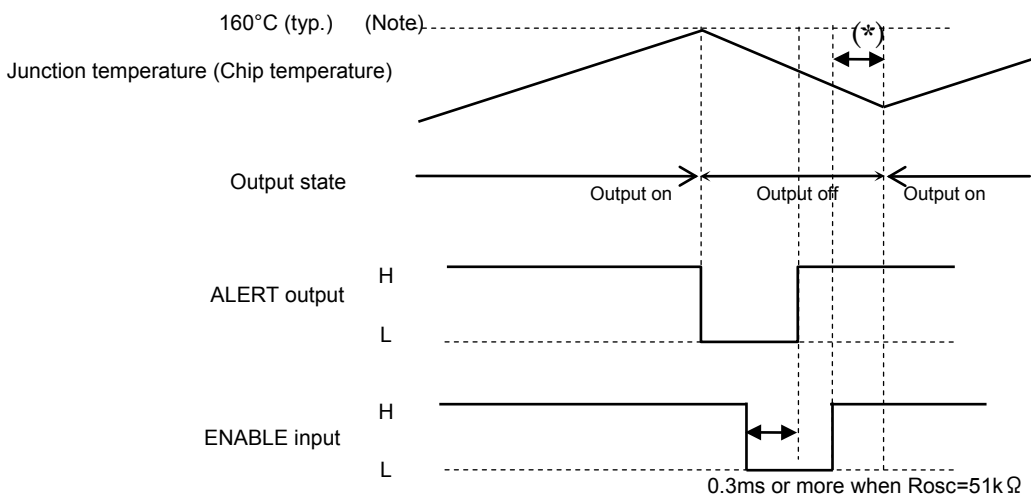 160°C (typ.) (Note)
(*)
Junction temperature (Chip temperature)
Output state
Output on
Output off
Output on
H
ALERT output
L
H
ENABLE input
L
0.3ms or more when Rosc=51kΩ